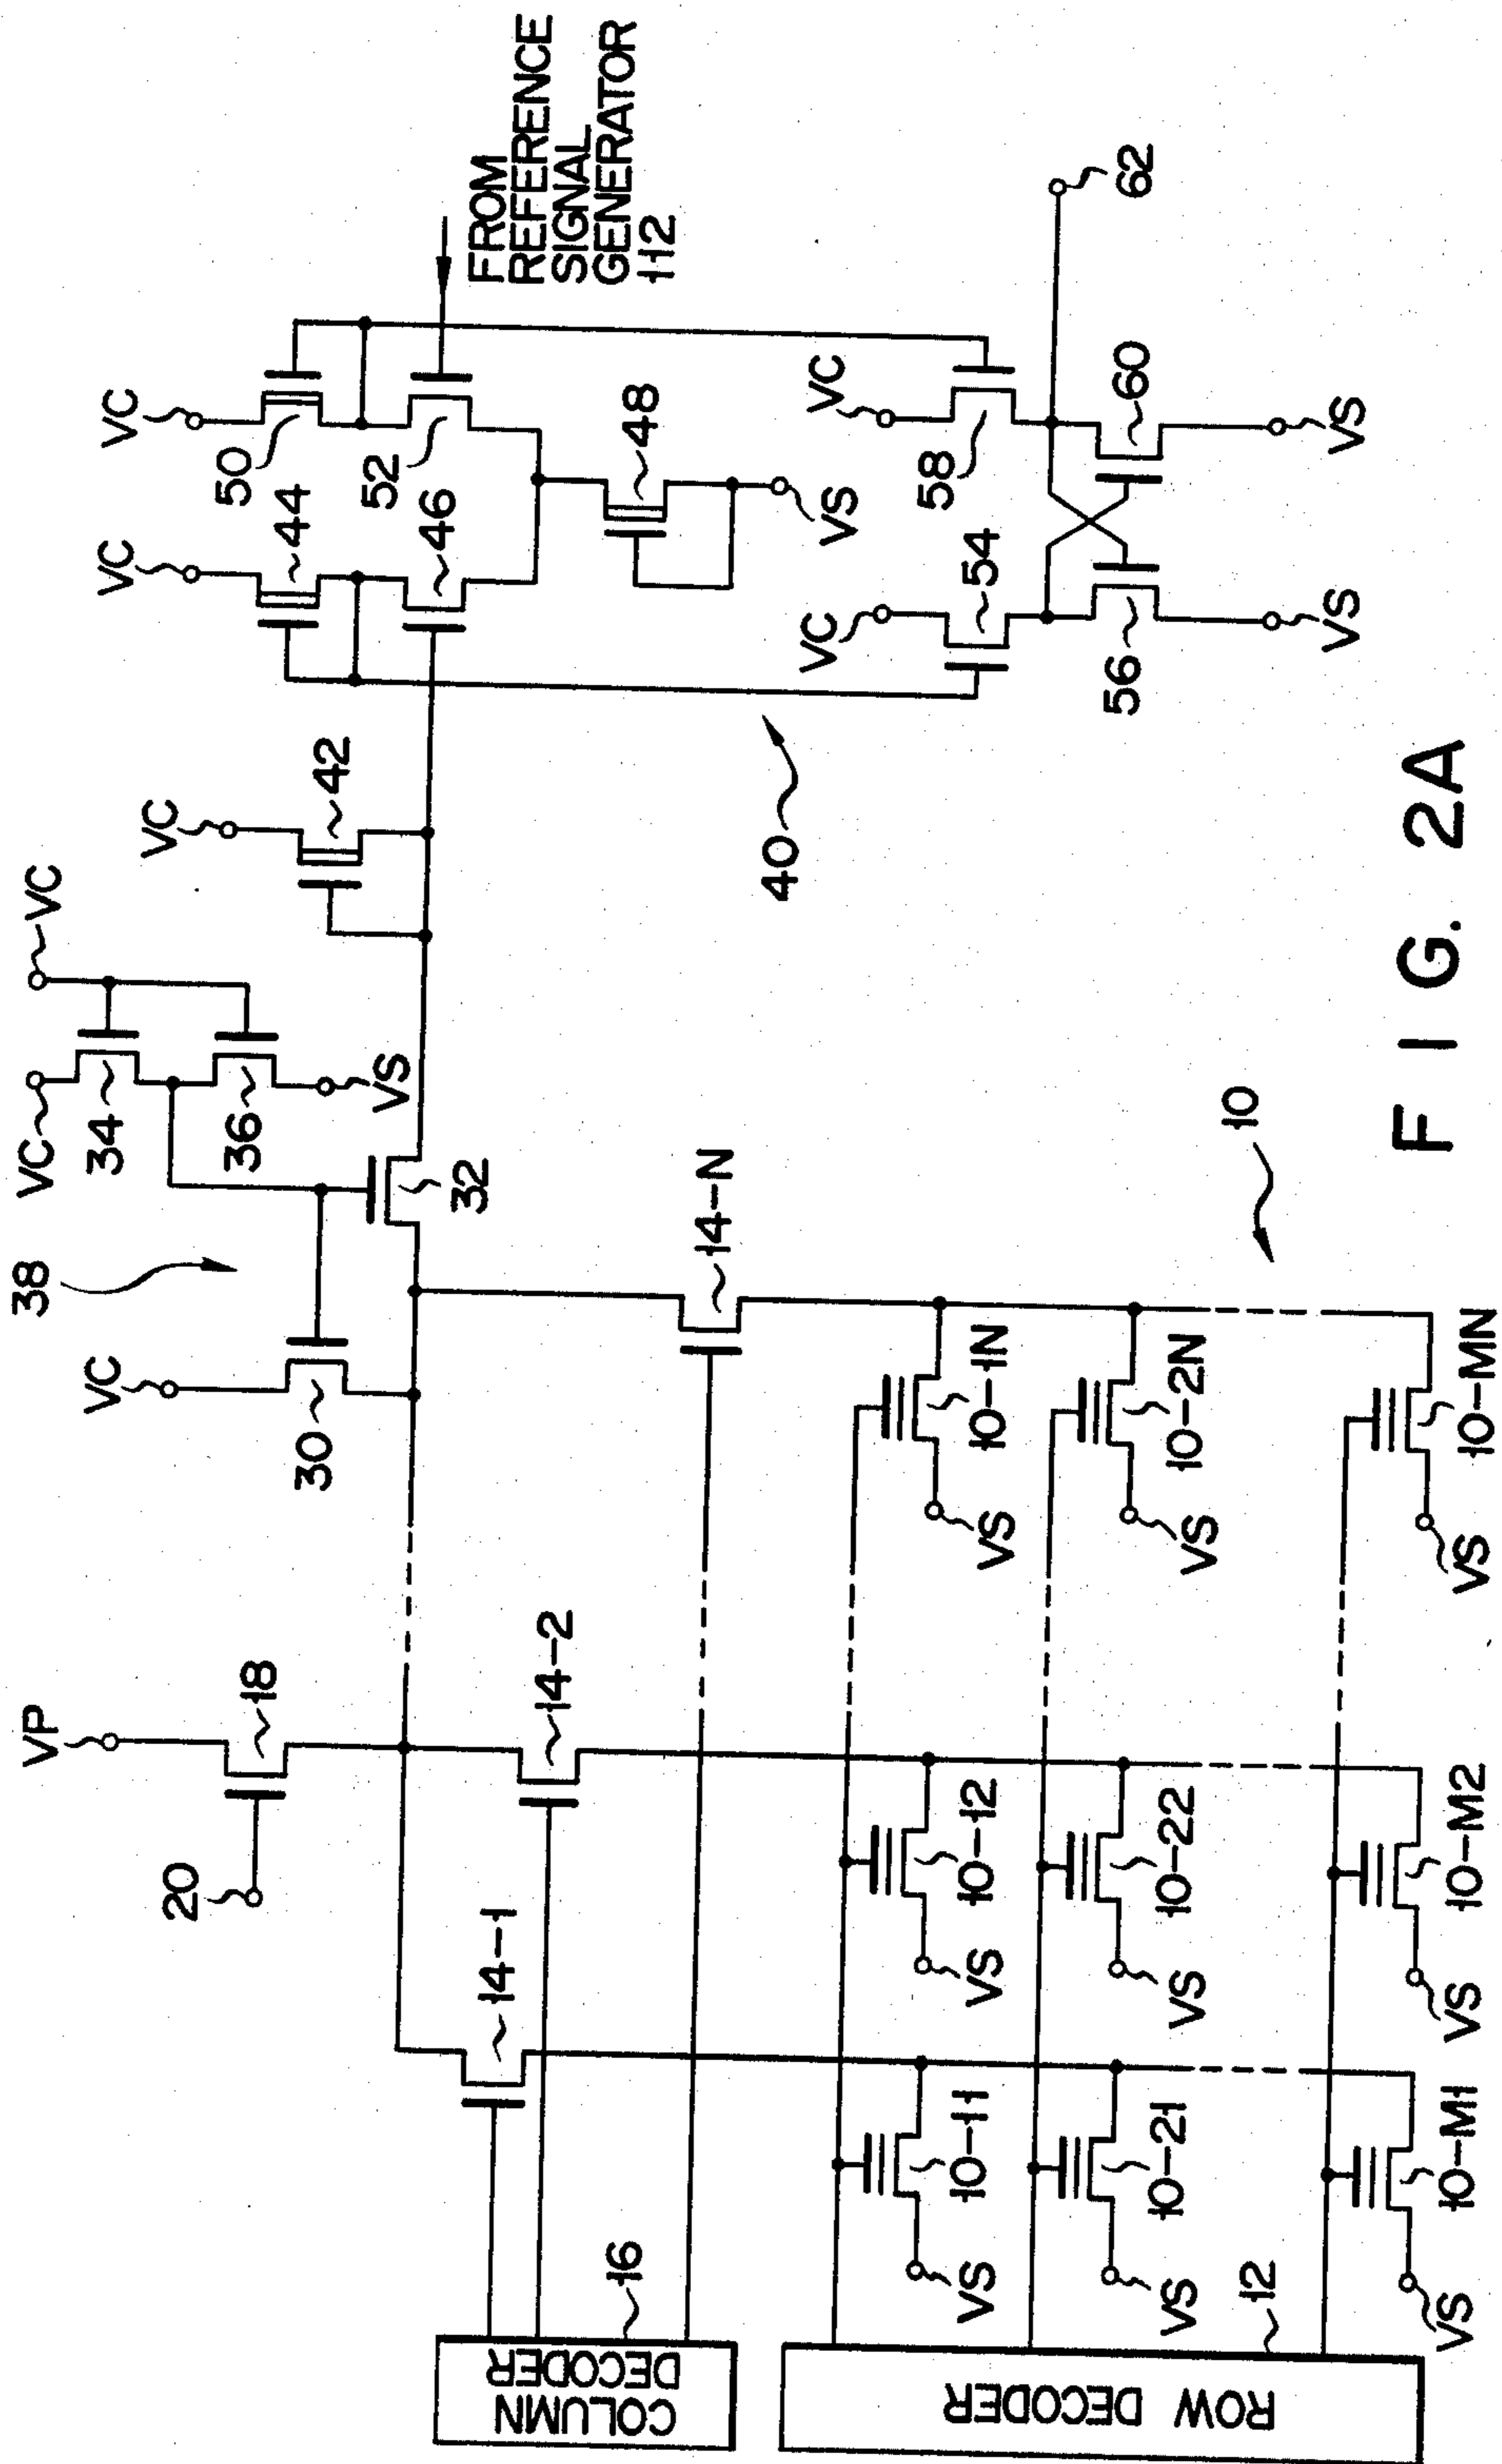 VP
20
18
38
VC
30
VC
34
36
VS
VC
32
VC
42
VC
44
VC
50
46
52
48
VS
FROM
REFERENCE
SIGNAL
GENERATOR
112
40
VC
54
56
VS
VC
58
60
VS
62
COLUMN
DECODER
16
14-1
14-2
14-N
10
ROW DECODER
12
VS
10-11
VS
10-12
VS
10-1N
VS
10-21
VS
10-22
VS
10-2N
VS
10-M1
VS
10-M2
VS
10-MN
FIG. 2A